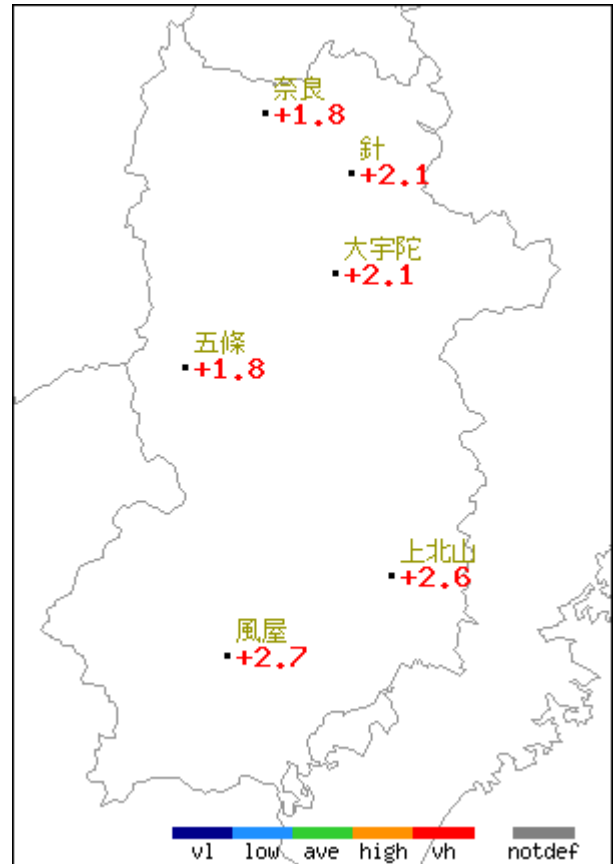 奈良
+1.8
針
+2.1
大宇陀
+2.1
五條
+1.8
上北山
+2.6
風屋
+2.7
vl low ave high vh notdef